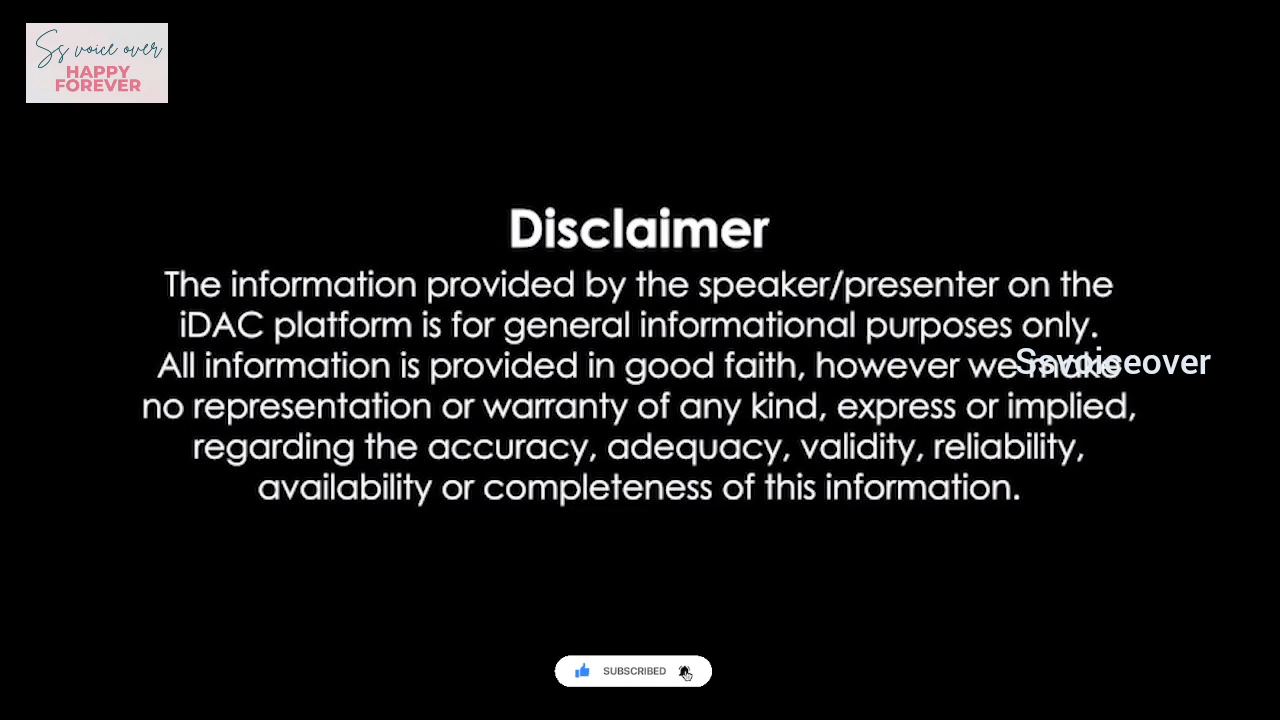 Ss voice over
HAPPY
FOREVER
Disclaimer
The information provided by the speaker/presenter on the
iDAC platform is for general informational purposes only.
All information is provided in good faith, however we make
Ssvoiceover
no representation or warranty of any kind, express or implied,
regarding the accuracy, adequacy, validity, reliability,
availability or completeness of this information.
SUBSCRIBED